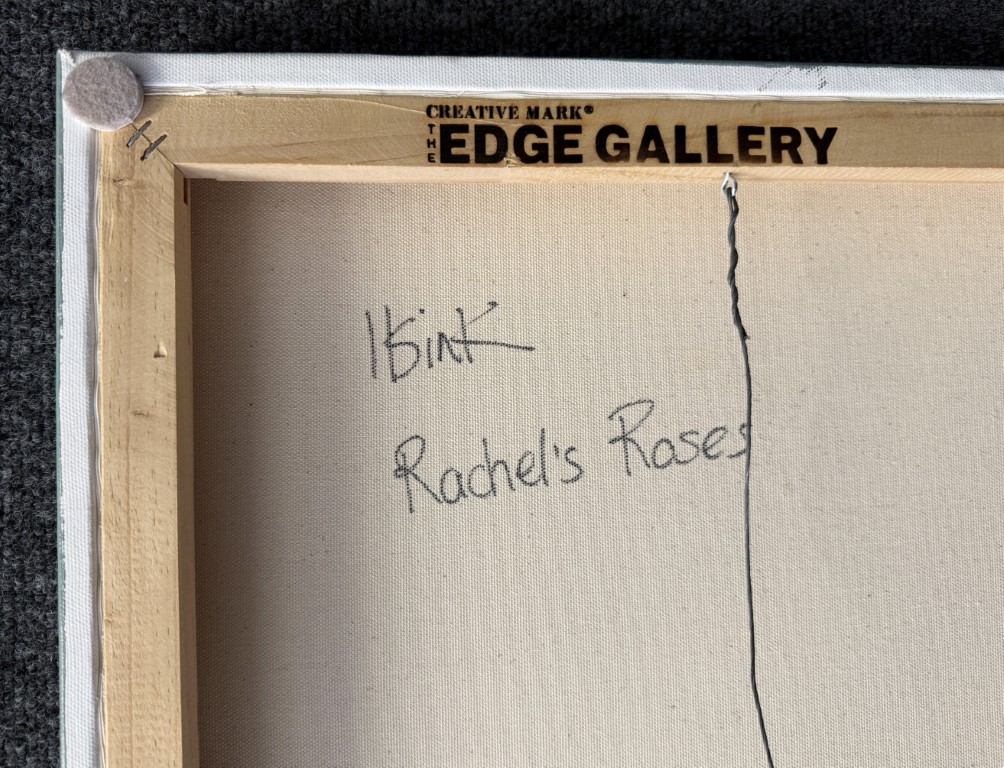 CREATIVE MARK®
THE EDGE GALLERY
Rachel's Roses